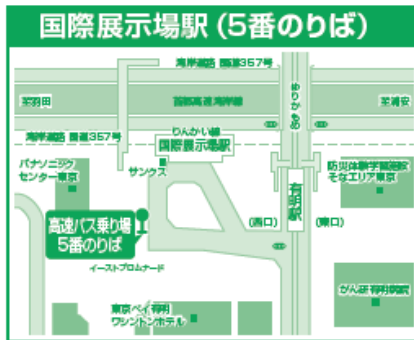 国際展示場駅(5番のりば)
湾岸道路 国道357号
至羽田
首都高速湾岸線
ゆりかもめ
至浦安
湾岸道路 国道357号
りんかい線
国際展示場駅
パナソニック
センター東京
サンクス
防災体験学習施設
そなエリア東京
有明駅
高速バス乗り場
5番のりば
(西口)
(東口)
イーストプロムナード
東京ベイ有明
ワシントンホテル
がん研有明病院